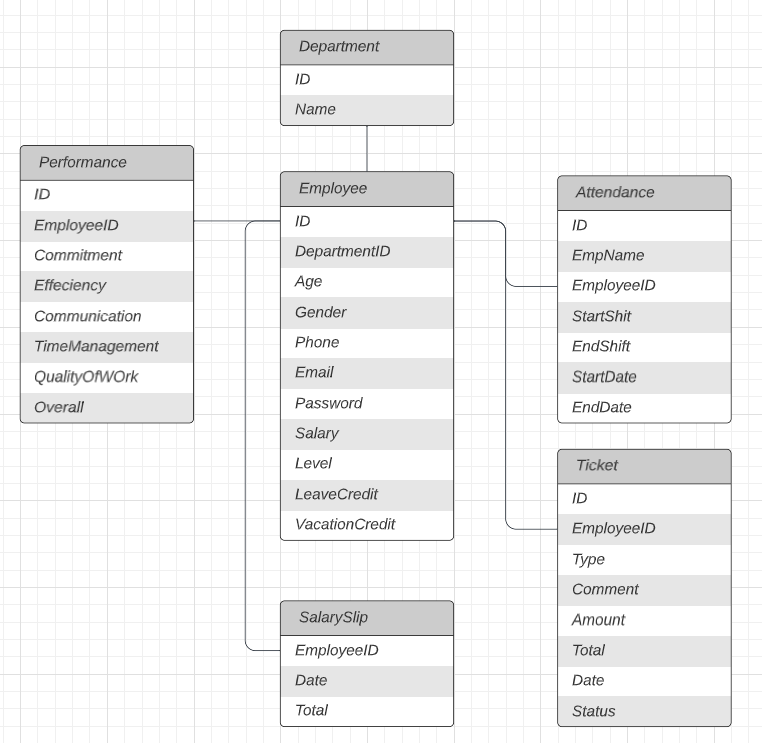 Department
ID
Name
Performance
ID
EmployeeID
Commitment
Effeciency
Communication
TimeManagement
QualityOfWOrk
Overall
Employee
ID
DepartmentID
Age
Gender
Phone
Email
Password
Salary
Level
LeaveCredit
VacationCredit
Attendance
ID
EmpName
EmployeeID
StartShit
EndShift
StartDate
EndDate
Ticket
ID
EmployeeID
Type
Comment
Amount
Total
Date
Status
SalarySlip
EmployeeID
Date
Total